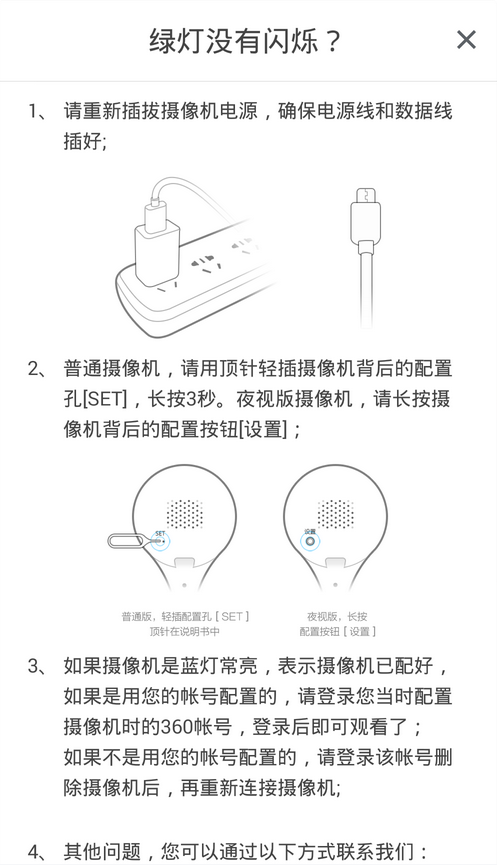 绿灯没有闪烁？
1、 请重新插拔摄像机电源，确保电源线和数据线
插好;
2、 普通摄像机，请用顶针轻插摄像机背后的配置
孔[SET]，长按3秒。夜视版摄像机，请长按摄
像机背后的配置按钮[设置]；
SET
设置
普通版，轻插配置孔 [ SET ]
顶针在说明书中
夜视版，长按
配置按钮 [ 设置 ]
3、 如果摄像机是蓝灯常亮，表示摄像机已配好，
如果是用您的帐号配置的，请登录您当时配置
摄像机时的360帐号，登录后即可观看了；
如果不是用您的帐号配置的，请登录该帐号删
除摄像机后，再重新连接摄像机;
4、 其他问题，您可以通过以下方式联系我们：